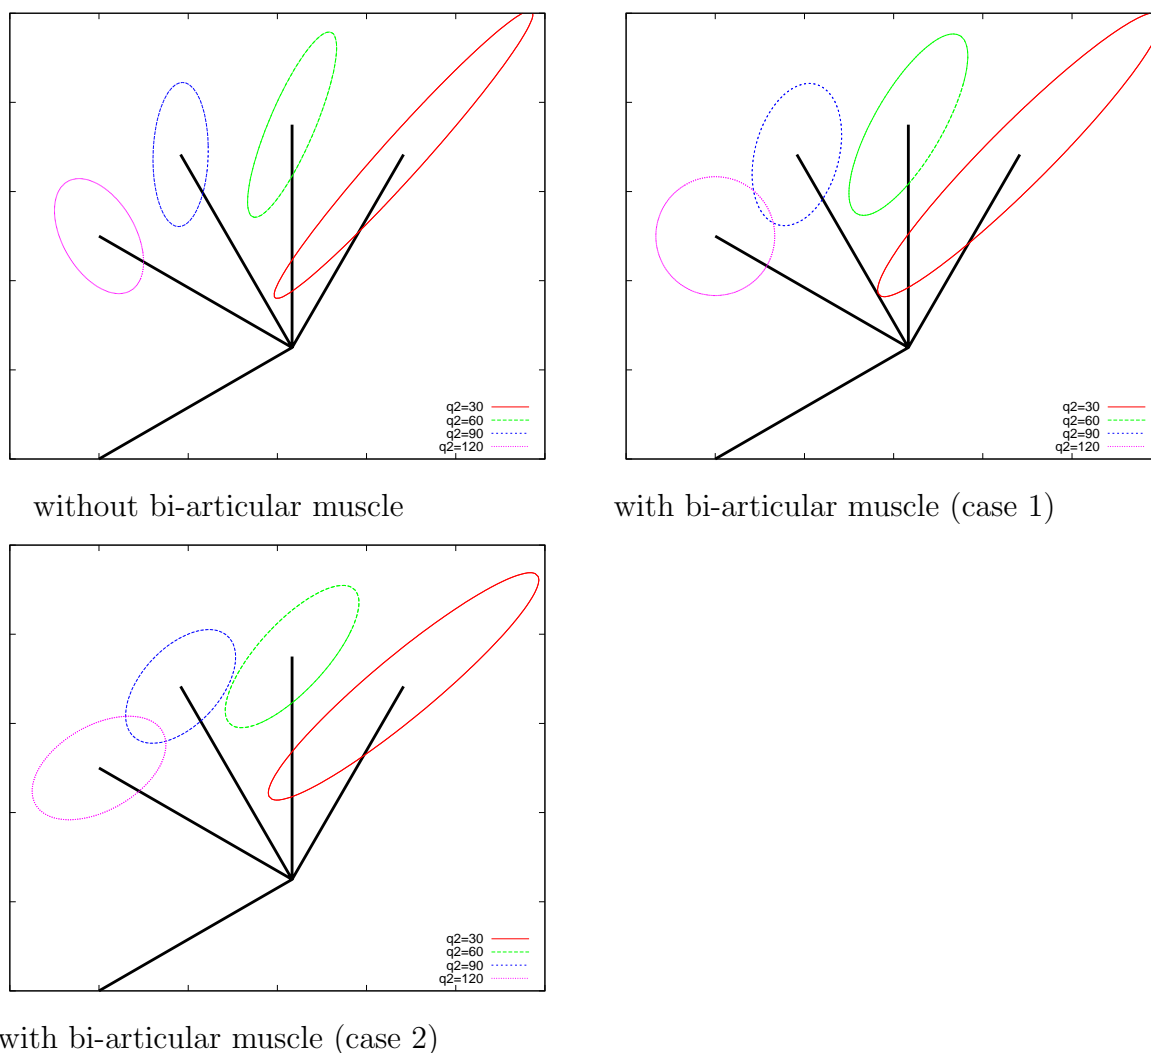 q2=30
q2=60
q2=90
q2=120
without bi-articular muscle
q2=30
q2=60
q2=90
q2=120
with bi-articular muscle (case 1)
q2=30
q2=60
q2=90
q2=120
with bi-articular muscle (case 2)